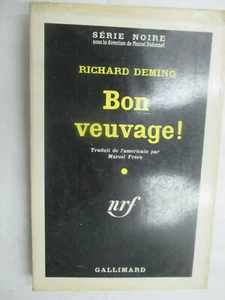 SÉRIE NOIRE
sous la direction de Marcel Duhamel
RICHARD DEMING
Bon
veuvage!
Traduit de l'américain par
Marcel Frère
nrf
GALLIMARD